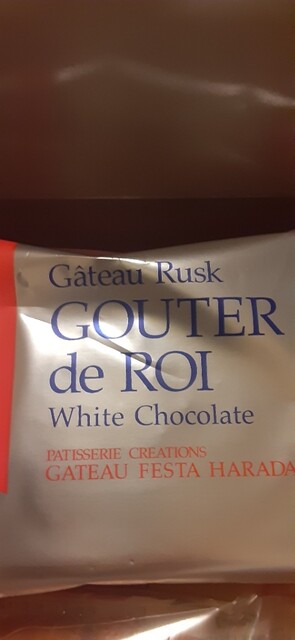 Gâteau Rusk
GOUTER
de ROI
White Chocolate
PATISSERIE CREATIONS
GATEAU FESTA HARADA